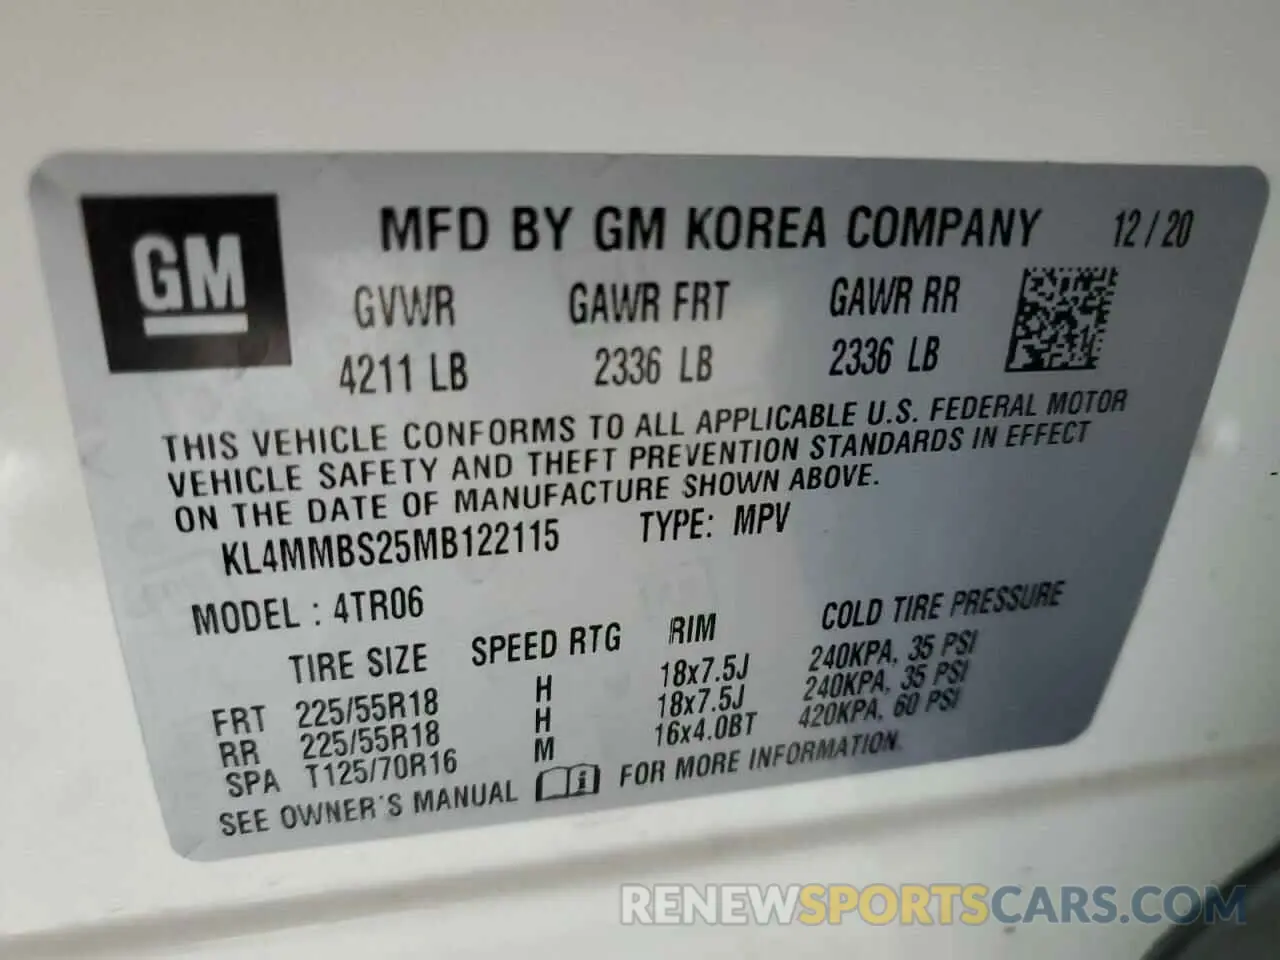 GM
MFD BY GM KOREA COMPANY 12/20
GVWR GAWR FRT GAWR RR
4211 LB 2336 LB 2336 LB
THIS VEHICLE CONFORMS TO ALL APPLICABLE U.S. FEDERAL MOTOR
VEHICLE SAFETY AND THEFT PREVENTION STANDARDS IN EFFECT
ON THE DATE OF MANUFACTURE SHOWN ABOVE.
KL4MMBS25MB122115 TYPE: MPV
MODEL : 4TR06
TIRE SIZE SPEED RTG RIM COLD TIRE PRESSURE
FRT 225/55R18 H 18x7.5J 240KPA, 35 PSI
RR 225/55R18 H 18x7.5J 240KPA, 35 PSI
SPA T125/70R16 M 16x4.0BT 420KPA, 60 PSI
SEE OWNER'S MANUAL i FOR MORE INFORMATION.
RENEWSPORTSCARS.COM